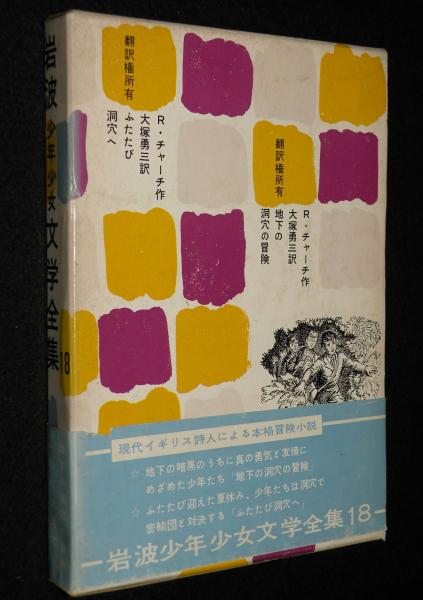 岩波少年少女文学全集 18
翻訳権所有
R・チャーチ作
大塚勇三訳
地下の
洞穴の冒険
翻訳権所有
R・チャーチ作
大塚勇三訳
ふたたび
洞穴へ
現代イギリス詩人による本格冒険小説
☆ 地下の暗黒のうちに真の勇気と友情に
めざめた少年たち「地下の洞穴の冒険」
☆ ふたたび迎えた夏休み、少年たちは洞穴で
密輸団と対決する「ふたたび洞穴へ」
岩波少年少女文学全集18